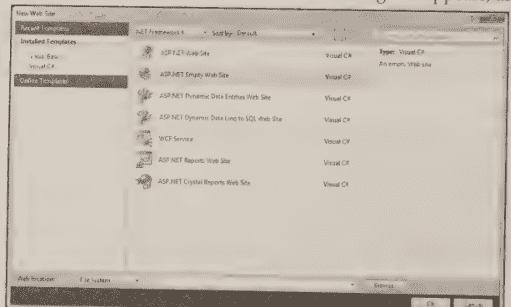 New Web Site
Recent Templates
.NET Framework 4 Sort by: Default
Installed Templates
Visual Basic
Visual C#
Online Templates
ASP.NET Web Site Visual C#
ASP.NET Empty Web Site Visual C#
ASP.NET Dynamic Data Entities Web Site Visual C#
ASP.NET Dynamic Data Linq to SQL Web Site Visual C#
WCF Service Visual C#
ASP.NET Reports Web Site Visual C#
ASP.NET Crystal Reports Web Site Visual C#
Type: Visual C#
An empty Web site
Web location: File System
Browse
OK